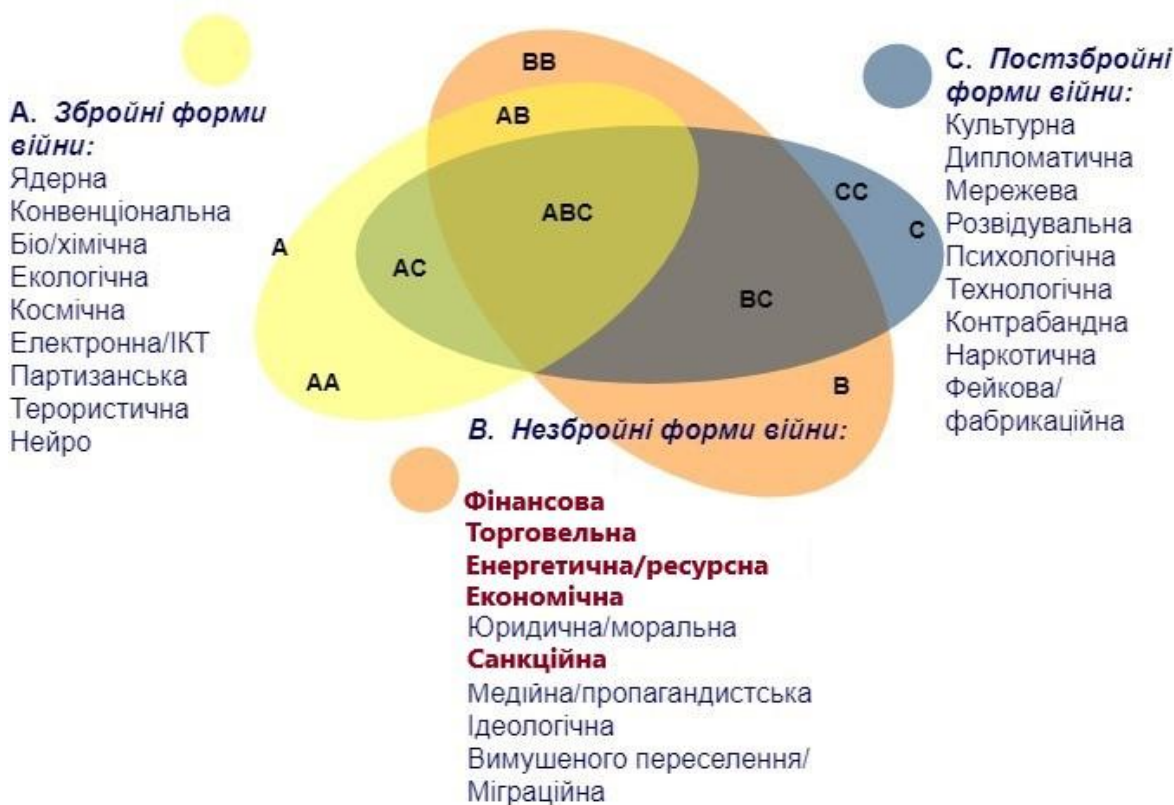 А. Збройні форми
війни:
Ядерна
Конвенціональна
Біо/хімічна
Екологічна
Космічна
Електронна/ІКТ
Партизанська
Терористична
Нейро
BB
AB
ABC
A
AC
AA
CC
C
BC
B
С. Постзбройні
форми війни:
Культурна
Дипломатична
Мережева
Розвідувальна
Психологічна
Технологічна
Контрабандна
Наркотична
Фейкова/
фабрикаційна
В. Незбройні форми війни:
Фінансова
Торговельна
Енергетична/ресурсна
Економічна
Юридична/моральна
Санкційна
Медійна/пропагандистська
Ідеологічна
Вимушеного переселення/
Міграційна